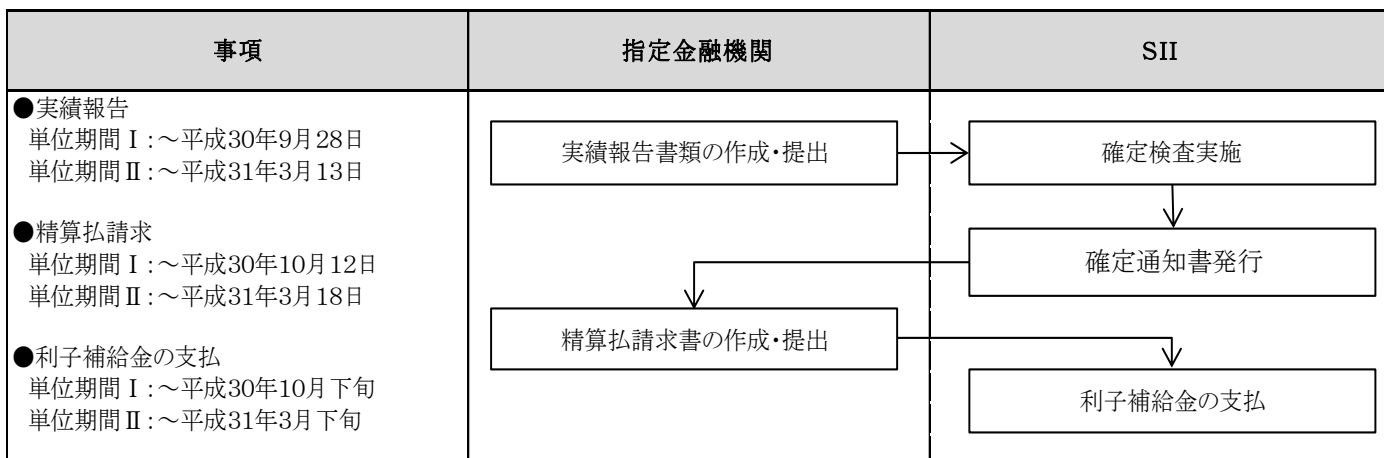 事項
指定金融機関
SII
●実績報告
単位期間Ⅰ:~平成30年9月28日
単位期間Ⅱ:~平成31年3月13日
●精算払請求
単位期間Ⅰ:~平成30年10月12日
単位期間Ⅱ:~平成31年3月18日
●利子補給金の支払
単位期間Ⅰ:~平成30年10月下旬
単位期間Ⅱ:~平成31年3月下旬
実績報告書類の作成・提出
確定検査実施
確定通知書発行
精算払請求書の作成・提出
利子補給金の支払